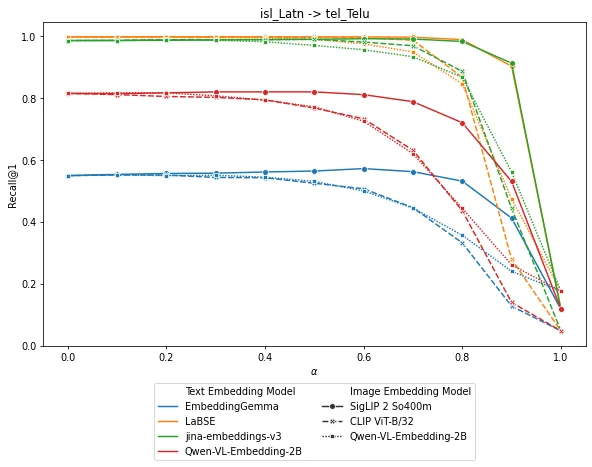 isl_Latn -> tel_Telu
Recall@1
1.0
0.8
0.6
0.4
0.2
0.0
0.0 0.2 0.4 0.6 0.8 1.0
α
Text Embedding Model
EmbeddingGemma
LaBSE
jina-embeddings-v3
Qwen-VL-Embedding-2B
Image Embedding Model
SigLIP 2 So400m
CLIP ViT-B/32
Qwen-VL-Embedding-2B